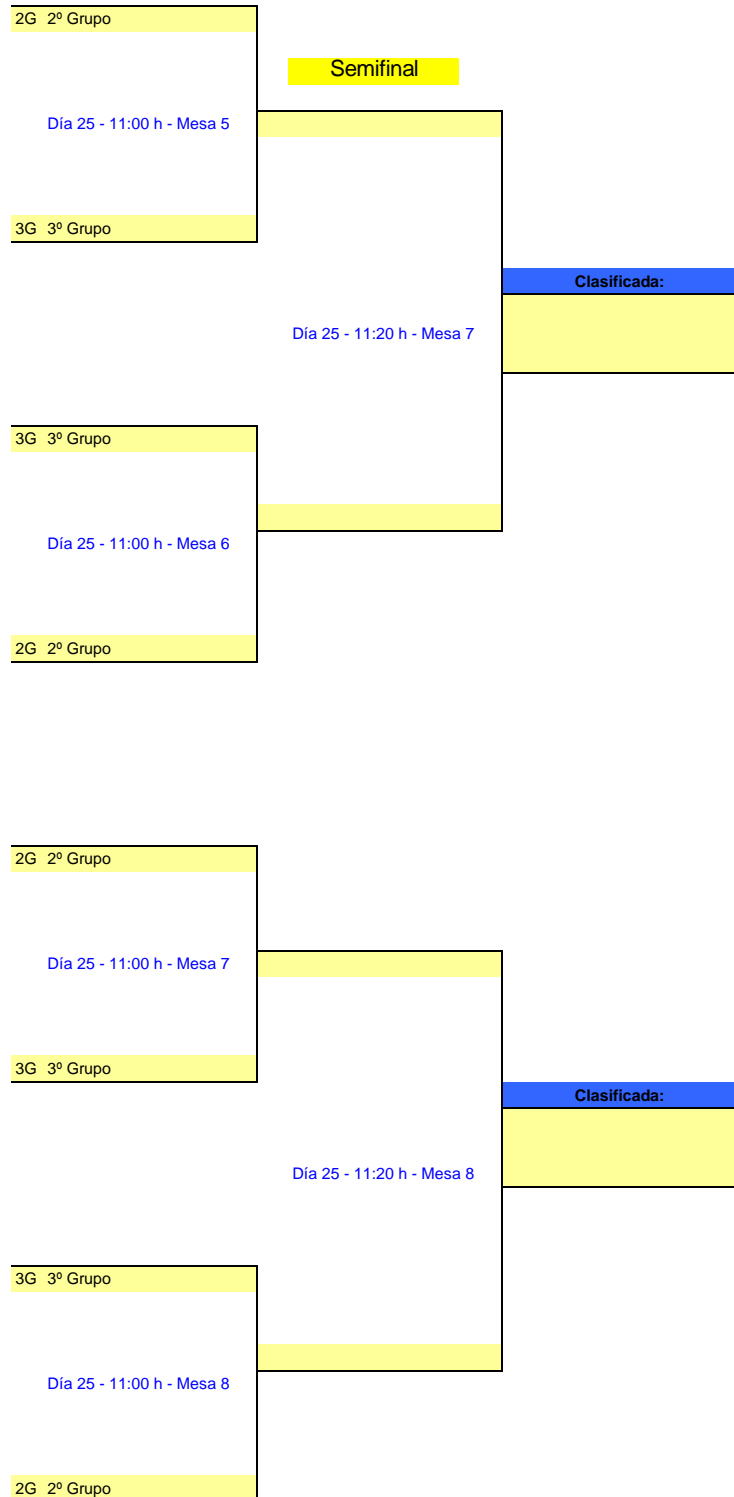 2G 2º Grupo
Semifinal
Día 25 - 11:00 h - Mesa 5
3G 3º Grupo
Clasificada:
Día 25 - 11:20 h - Mesa 7
3G 3º Grupo
Día 25 - 11:00 h - Mesa 6
2G 2º Grupo
2G 2º Grupo
Día 25 - 11:00 h - Mesa 7
3G 3º Grupo
Clasificada:
Día 25 - 11:20 h - Mesa 8
3G 3º Grupo
Día 25 - 11:00 h - Mesa 8
2G 2º Grupo